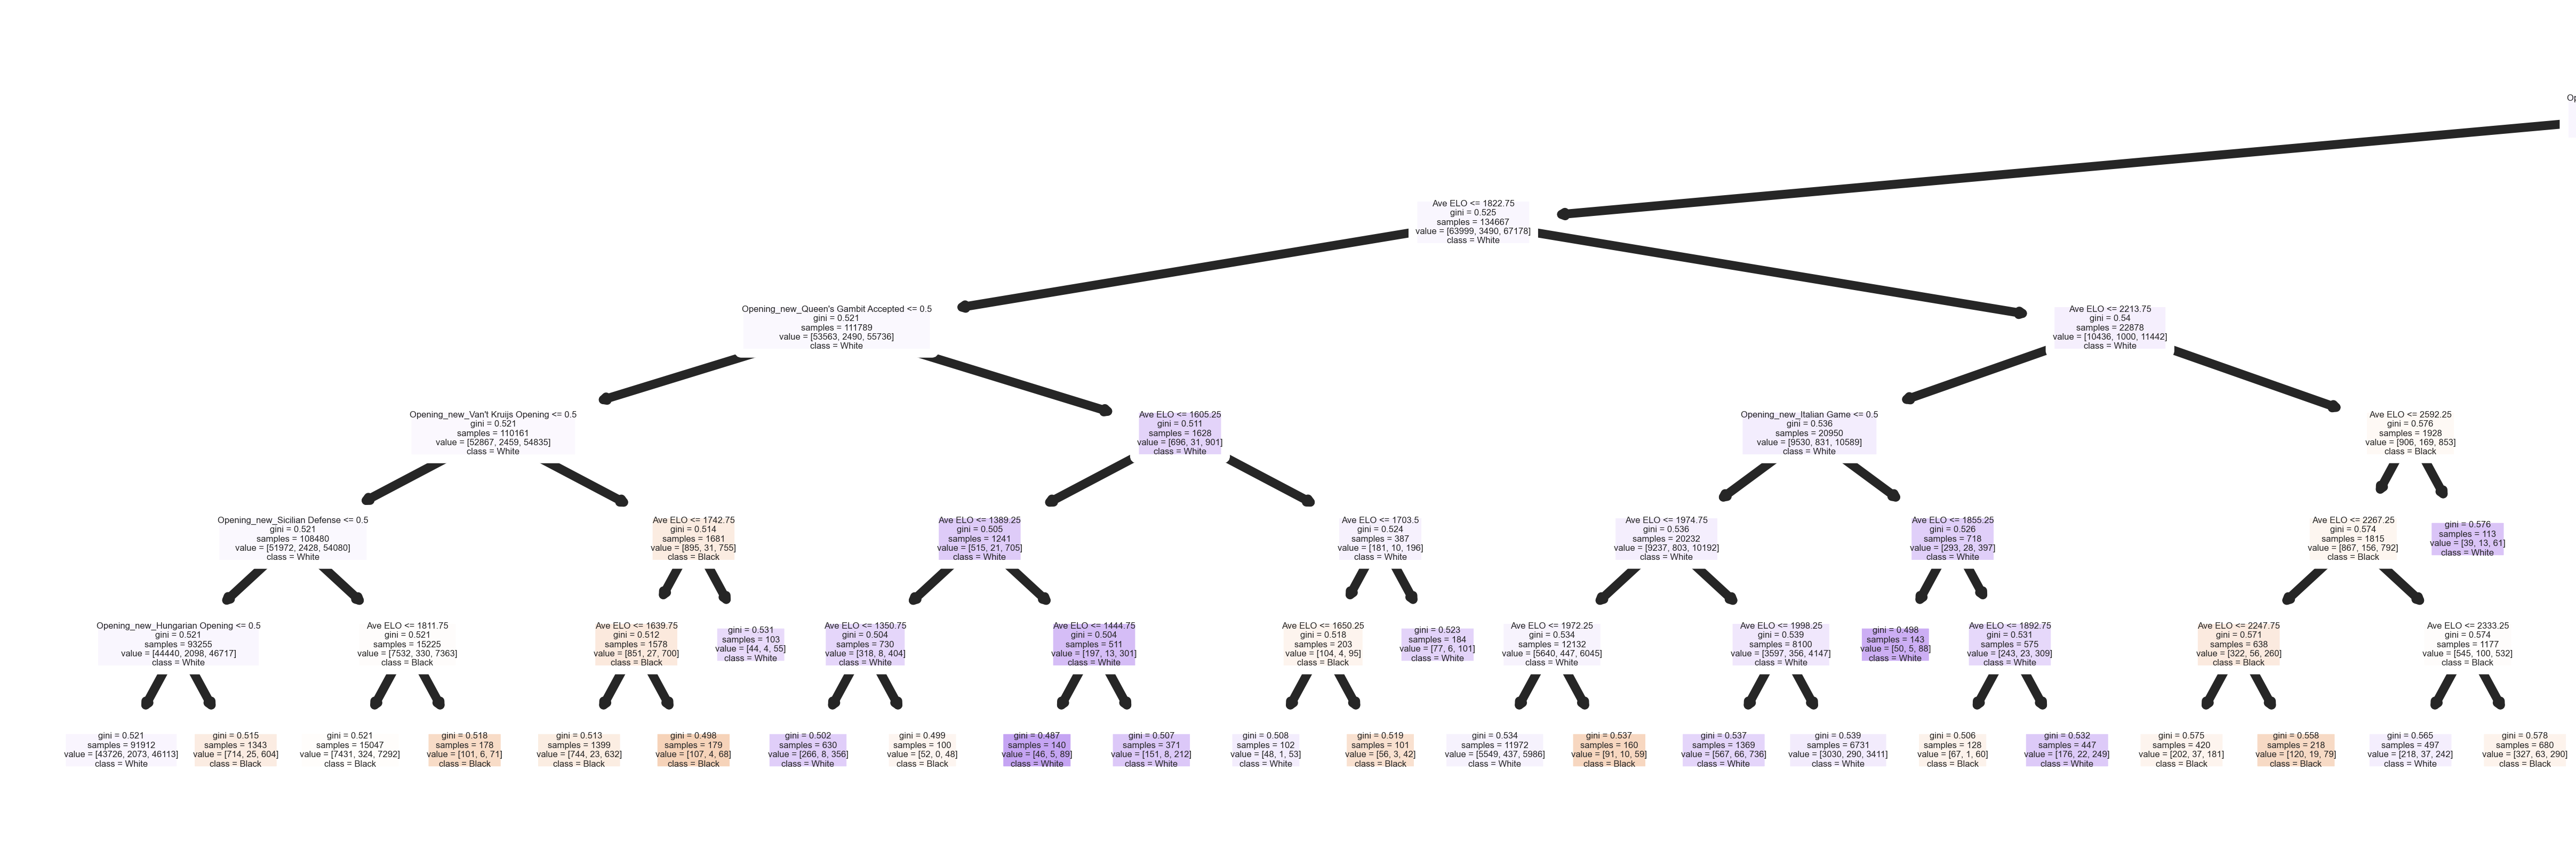 Op
Ave ELO <= 1822.75
gini = 0.525
samples = 134667
value = [63999, 3490, 67178]
class = White
Opening_new_Queen's Gambit Accepted <= 0.5
gini = 0.521
samples = 111789
value = [53563, 2490, 55736]
class = White
Ave ELO <= 2213.75
gini = 0.54
samples = 22878
value = [10436, 1000, 11442]
class = White
Opening_new_Van't Kruijs Opening <= 0.5
gini = 0.521
samples = 110161
value = [52867, 2459, 54835]
class = White
Ave ELO <= 1605.25
gini = 0.511
samples = 1628
value = [696, 31, 901]
class = White
Opening_new_Italian Game <= 0.5
gini = 0.536
samples = 20950
value = [9530, 831, 10589]
class = White
Ave ELO <= 2592.25
gini = 0.576
samples = 1928
value = [906, 169, 853]
class = Black
Opening_new_Sicilian Defense <= 0.5
gini = 0.521
samples = 108480
value = [51972, 2428, 54080]
class = White
Ave ELO <= 1742.75
gini = 0.514
samples = 1681
value = [895, 31, 755]
class = Black
Ave ELO <= 1389.25
gini = 0.505
samples = 1241
value = [515, 21, 705]
class = White
Ave ELO <= 1703.5
gini = 0.524
samples = 387
value = [181, 10, 196]
class = White
Ave ELO <= 1974.75
gini = 0.536
samples = 20232
value = [9237, 803, 10192]
class = White
Ave ELO <= 1855.25
gini = 0.526
samples = 718
value = [293, 28, 397]
class = White
Ave ELO <= 2267.25
gini = 0.574
samples = 1815
value = [867, 156, 792]
class = Black
gini = 0.576
samples = 113
value = [39, 13, 61]
class = White
Opening_new_Hungarian Opening <= 0.5
gini = 0.521
samples = 93255
value = [44440, 2098, 46717]
class = White
Ave ELO <= 1811.75
gini = 0.521
samples = 15225
value = [7532, 330, 7363]
class = Black
Ave ELO <= 1639.75
gini = 0.512
samples = 1578
value = [851, 27, 700]
class = Black
gini = 0.531
samples = 103
value = [44, 4, 55]
class = White
Ave ELO <= 1350.75
gini = 0.504
samples = 730
value = [318, 8, 404]
class = White
Ave ELO <= 1444.75
gini = 0.504
samples = 511
value = [197, 13, 301]
class = White
Ave ELO <= 1650.25
gini = 0.518
samples = 203
value = [104, 4, 95]
class = Black
gini = 0.523
samples = 184
value = [77, 6, 101]
class = White
Ave ELO <= 1972.25
gini = 0.534
samples = 12132
value = [5640, 447, 6045]
class = White
Ave ELO <= 1998.25
gini = 0.539
samples = 8100
value = [3597, 356, 4147]
class = White
gini = 0.498
samples = 143
value = [50, 5, 88]
class = White
Ave ELO <= 1892.75
gini = 0.531
samples = 575
value = [243, 23, 309]
class = White
Ave ELO <= 2247.75
gini = 0.571
samples = 638
value = [322, 56, 260]
class = Black
Ave ELO <= 2333.25
gini = 0.574
samples = 1177
value = [545, 100, 532]
class = Black
gini = 0.521
samples = 91912
value = [43726, 2073, 46113]
class = White
gini = 0.515
samples = 1343
value = [714, 25, 604]
class = Black
gini = 0.521
samples = 15047
value = [7431, 324, 7292]
class = Black
gini = 0.518
samples = 178
value = [101, 6, 71]
class = Black
gini = 0.513
samples = 1399
value = [744, 23, 632]
class = Black
gini = 0.498
samples = 179
value = [107, 4, 68]
class = Black
gini = 0.502
samples = 630
value = [266, 8, 356]
class = White
gini = 0.499
samples = 100
value = [52, 0, 48]
class = Black
gini = 0.487
samples = 140
value = [46, 5, 89]
class = White
gini = 0.507
samples = 371
value = [151, 8, 212]
class = White
gini = 0.508
samples = 102
value = [48, 1, 53]
class = White
gini = 0.519
samples = 101
value = [56, 3, 42]
class = Black
gini = 0.534
samples = 11972
value = [5549, 437, 5986]
class = White
gini = 0.537
samples = 160
value = [91, 10, 59]
class = Black
gini = 0.537
samples = 1369
value = [567, 66, 736]
class = White
gini = 0.539
samples = 6731
value = [3030, 290, 3411]
class = White
gini = 0.506
samples = 128
value = [67, 1, 60]
class = Black
gini = 0.532
samples = 447
value = [176, 22, 249]
class = White
gini = 0.575
samples = 420
value = [202, 37, 181]
class = Black
gini = 0.558
samples = 218
value = [120, 19, 79]
class = Black
gini = 0.565
samples = 497
value = [218, 37, 242]
class = White
gini = 0.578
samples = 680
value = [327, 63, 290]
class = Black